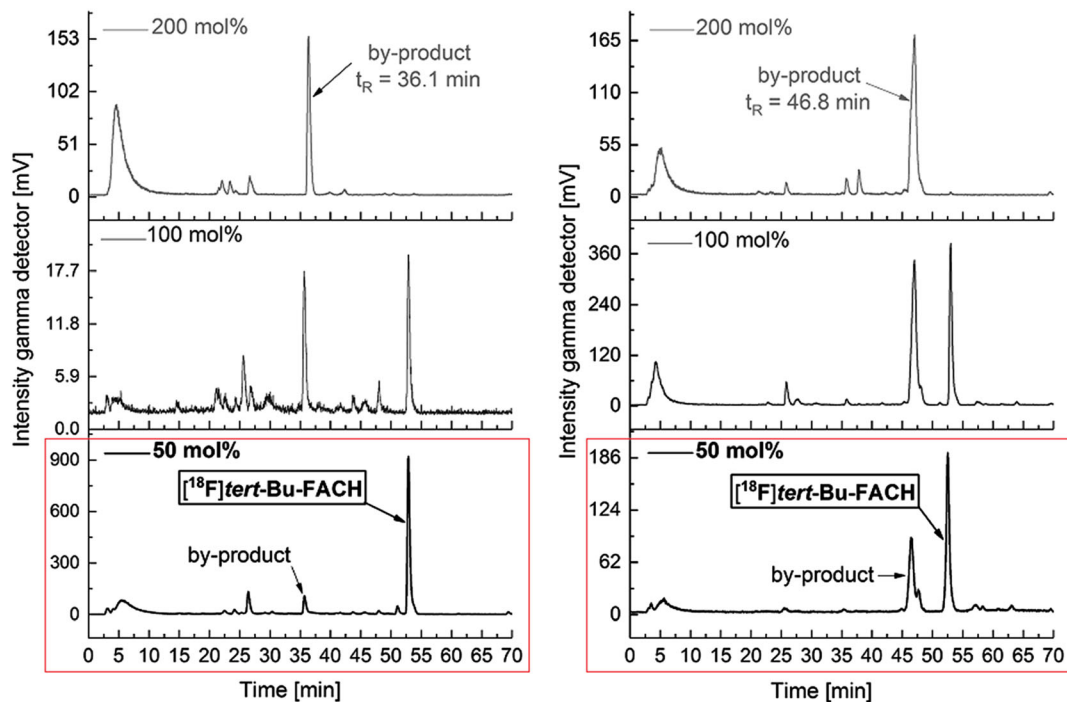 200 mol%
by-product
tR = 36.1 min
153
102
51
0
100 mol%
17.7
11.8
5.9
0.0
50 mol%
[18F]tert-Bu-FACH
by-product
900
600
300
0
0 5 10 15 20 25 30 35 40 45 50 55 60 65 70
Time [min]
Intensity gamma detector [mV]
200 mol%
by-product
tR = 46.8 min
165
110
55
0
100 mol%
360
240
120
0
50 mol%
[18F]tert-Bu-FACH
by-product
186
124
62
0
0 5 10 15 20 25 30 35 40 45 50 55 60 65 70
Time [min]
Intensity gamma detector [mV]